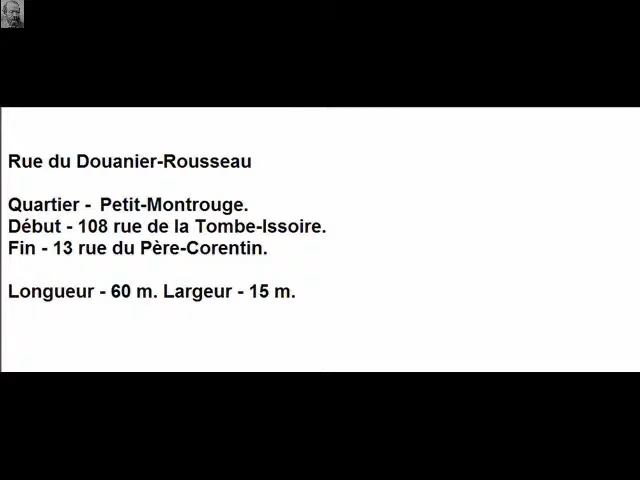 Rue du Douanier-Rousseau
Quartier - Petit-Montrouge.
Début - 108 rue de la Tombe-Issoire.
Fin - 13 rue du Père-Corentin.
Longueur - 60 m. Largeur - 15 m.